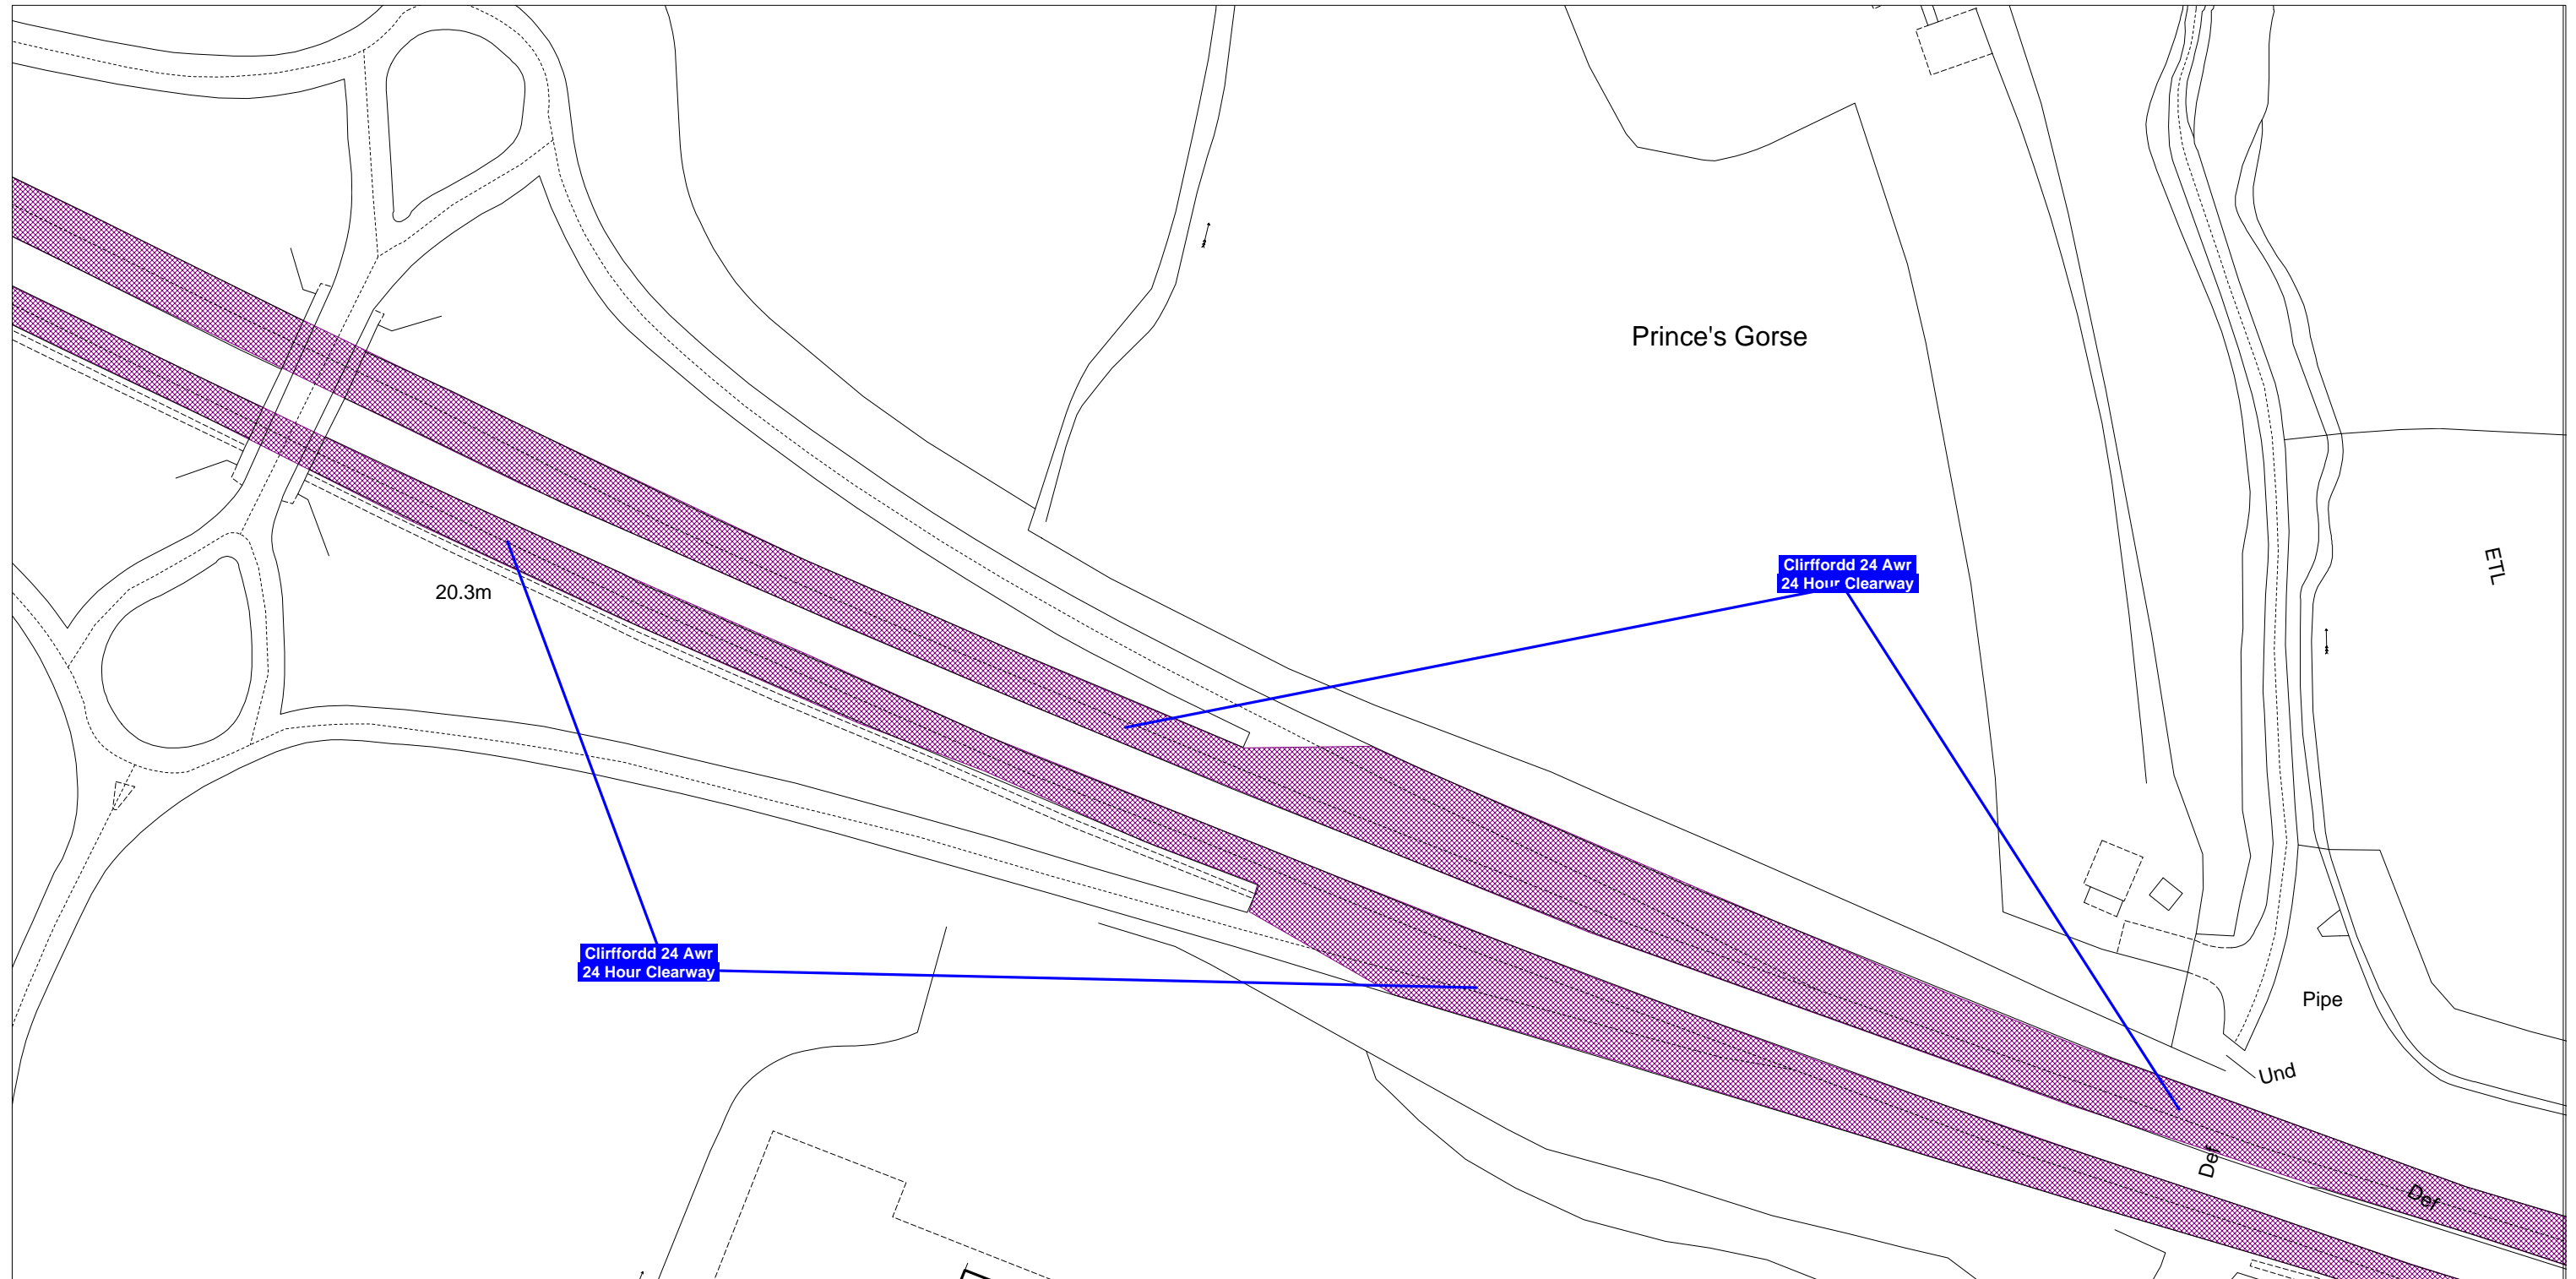 Prince's Gorse
Clirffordd 24 Awr
24 Hour Clearway
ETL
20.3m
Clirffordd 24 Awr
24 Hour Clearway
Pipe
Und
Def
Def